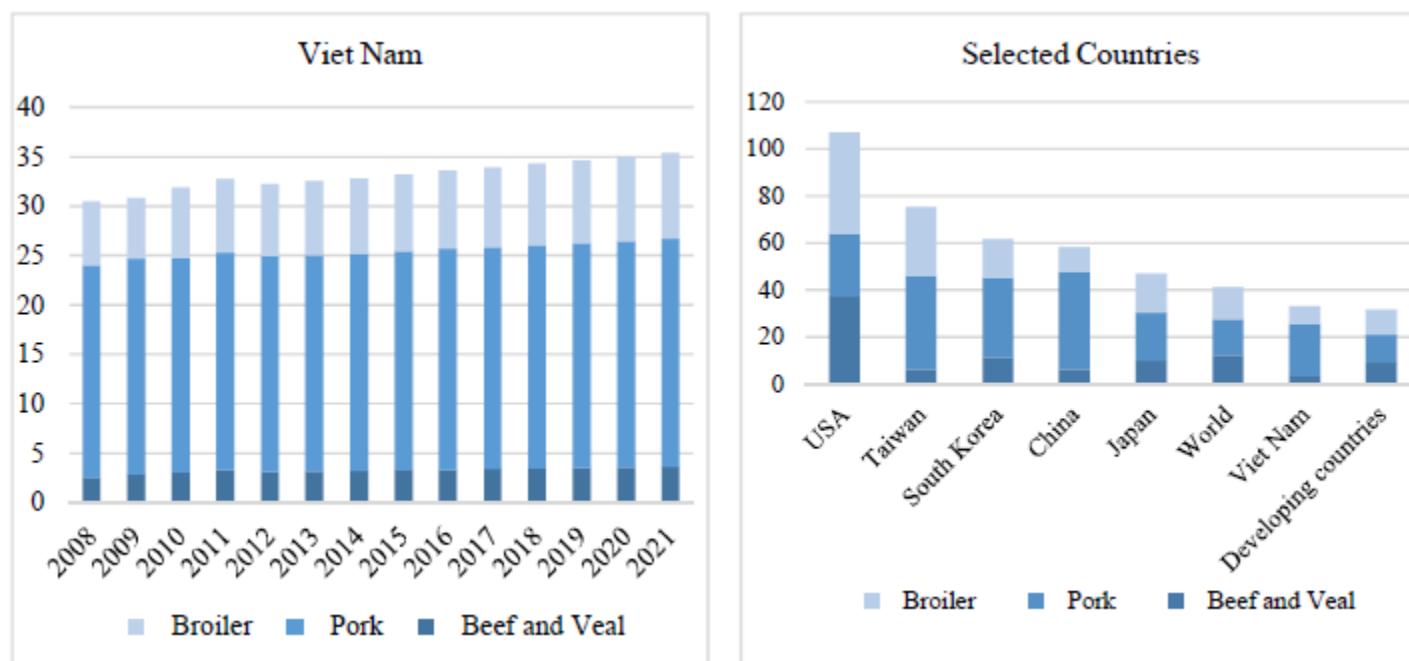 Viet Nam
40
35
30
25
20
15
10
5
0
2008
2009
2010
2011
2012
2013
2014
2015
2016
2017
2018
2019
2020
2021
Broiler Pork Beef and Veal
Selected Countries
120
100
80
60
40
20
0
USA
Taiwan
South Korea
China
Japan
World
Viet Nam
Developing countries
Broiler Pork Beef and Veal